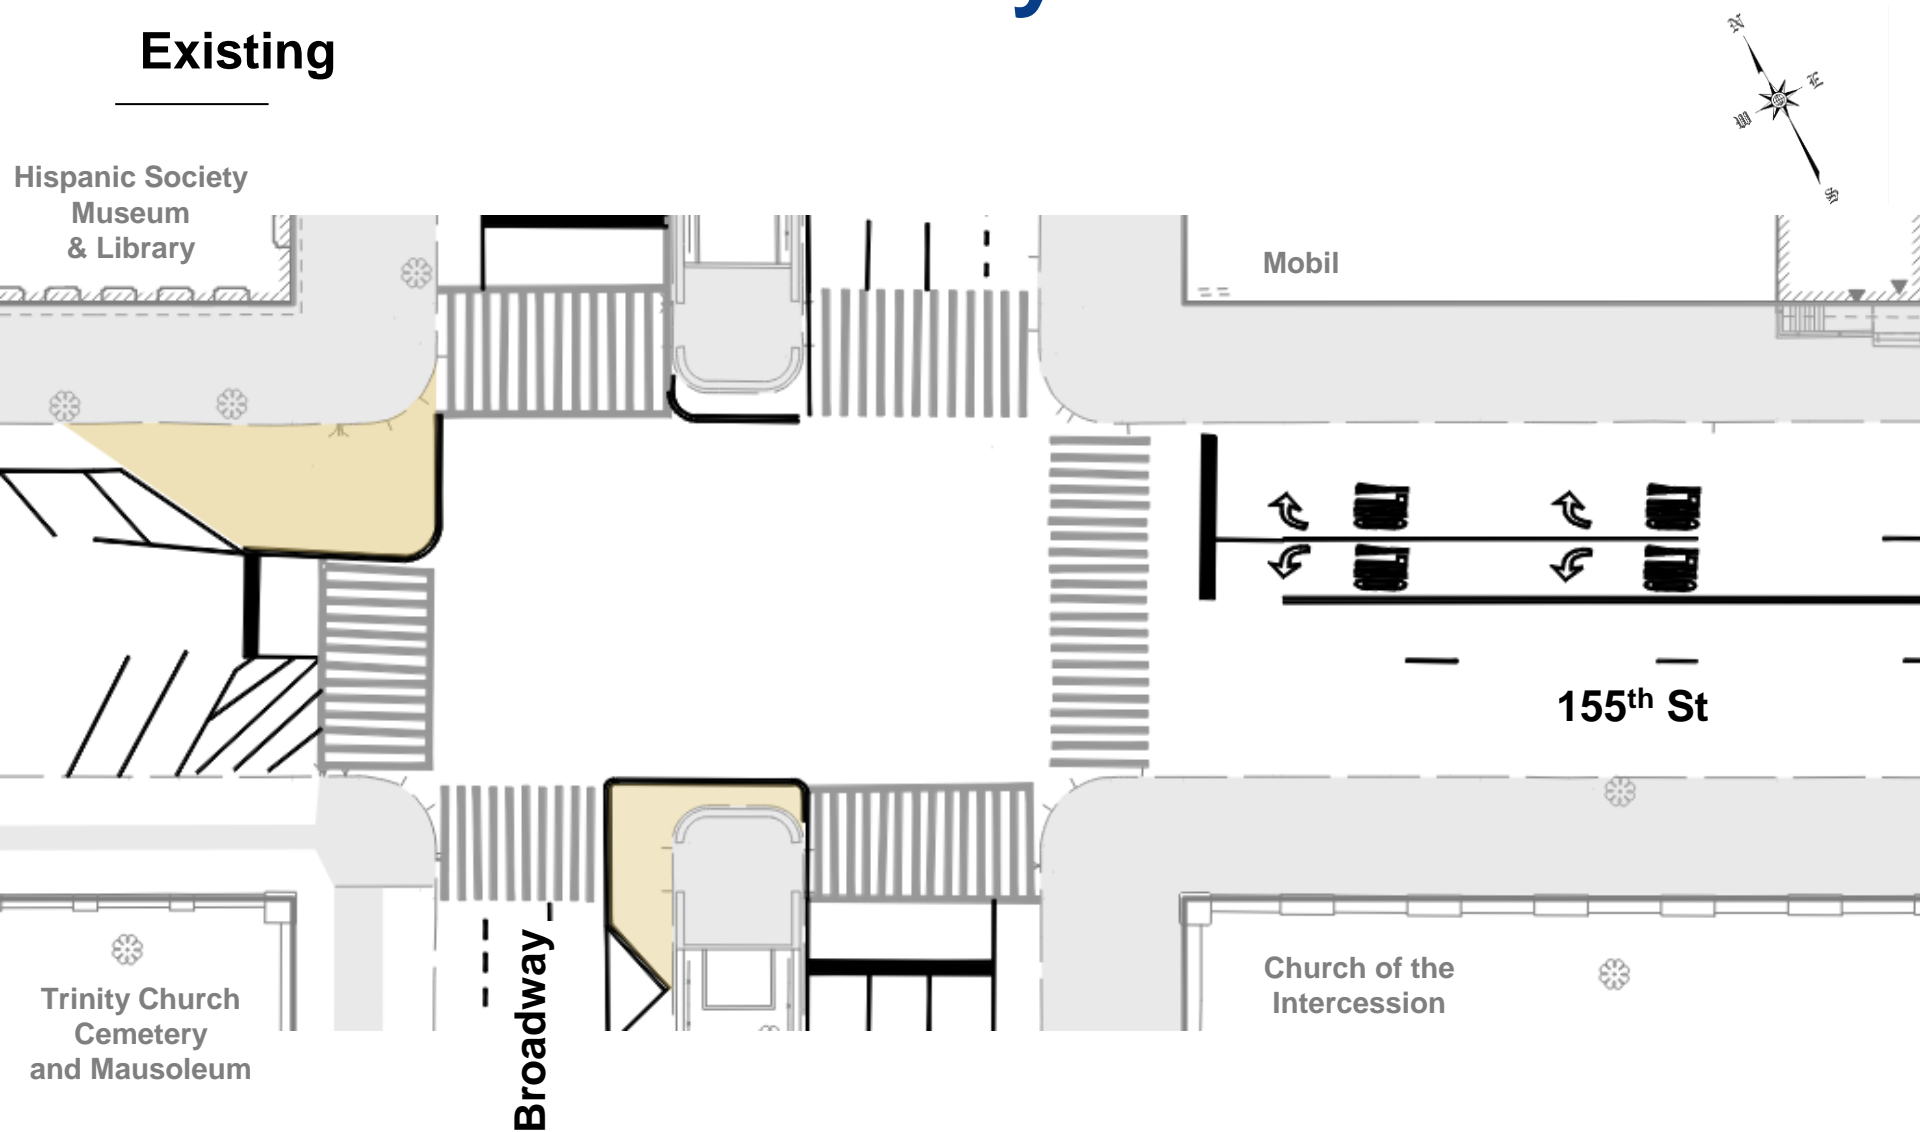 Existing
N
E
W
S
Hispanic Society
Museum
& Library
Mobil
155th St
Broadway
Church of the
Intercession
Trinity Church
Cemetery
and Mausoleum